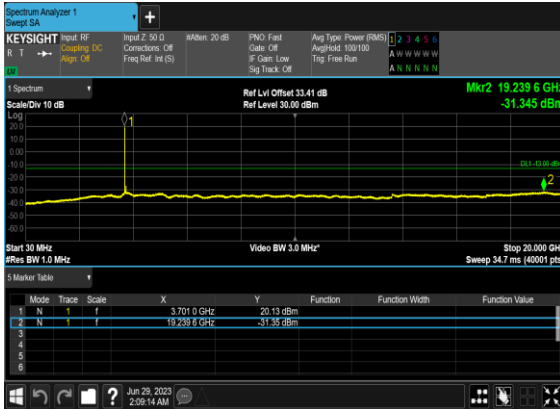 Spectrum Analyzer 1
Swept SA
+
KEYSIGHT Input: RF Input Z: 50 Ω #Atten: 20 dB PNO: Fast Avg Type: Power (RMS) 1 2 3 4 5 6
R T Coupling: DC Corrections: Off Gate: Off Avg|Hold: 100/100 A W W W W W
Align: Off Freq Ref: Int (S) IF Gain: Low Trig: Free Run
Sig Track: Off A N N N N N
1 Spectrum Ref Lvl Offset 33.41 dB Mkr2 19.239 6 GHz
Scale/Div 10 dB Ref Level 30.00 dBm -31.345 dBm
Log
1
20.0
10.0
0.00
-10.0 DL1 -13.00 dBm
-20.0 2
-30.0
-40.0
-50.0
-60.0
Start 30 MHz Video BW 3.0 MHz* Stop 20.000 GHz
#Res BW 1.0 MHz Sweep 34.7 ms (40001 pts)
5 Marker Table
Mode Trace Scale X Y Function Function Width Function Value
1 N 1 f 3.701 0 GHz 20.13 dBm
2 N 1 f 19.239 6 GHz -31.35 dBm
3
4
5
6
? Jun 29, 2023
2:09:14 AM